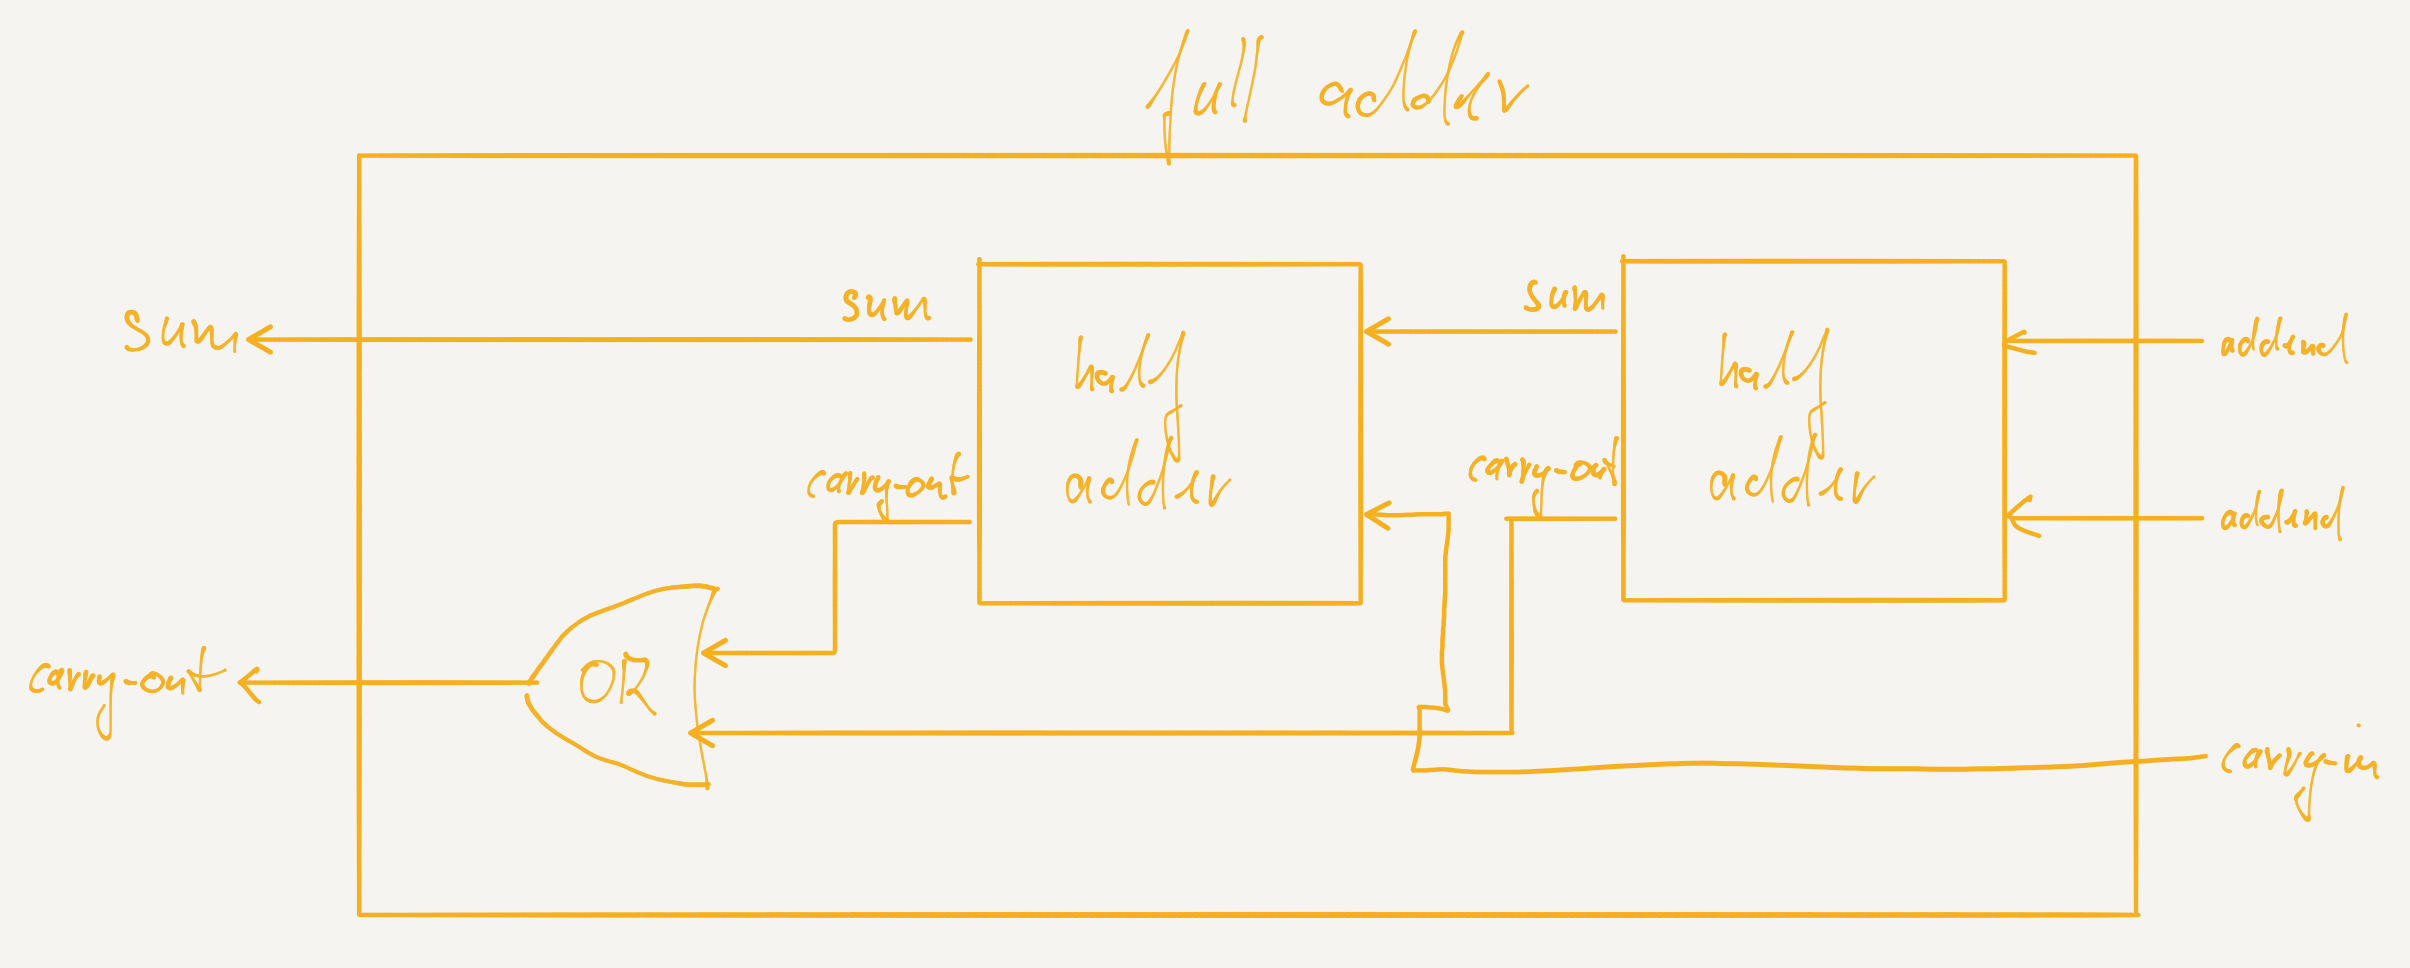 full adder
sum
sum
Sum
half
adder
half
adder
addend
carry-out
carry-out
addend
OR
carry-out
carry-in